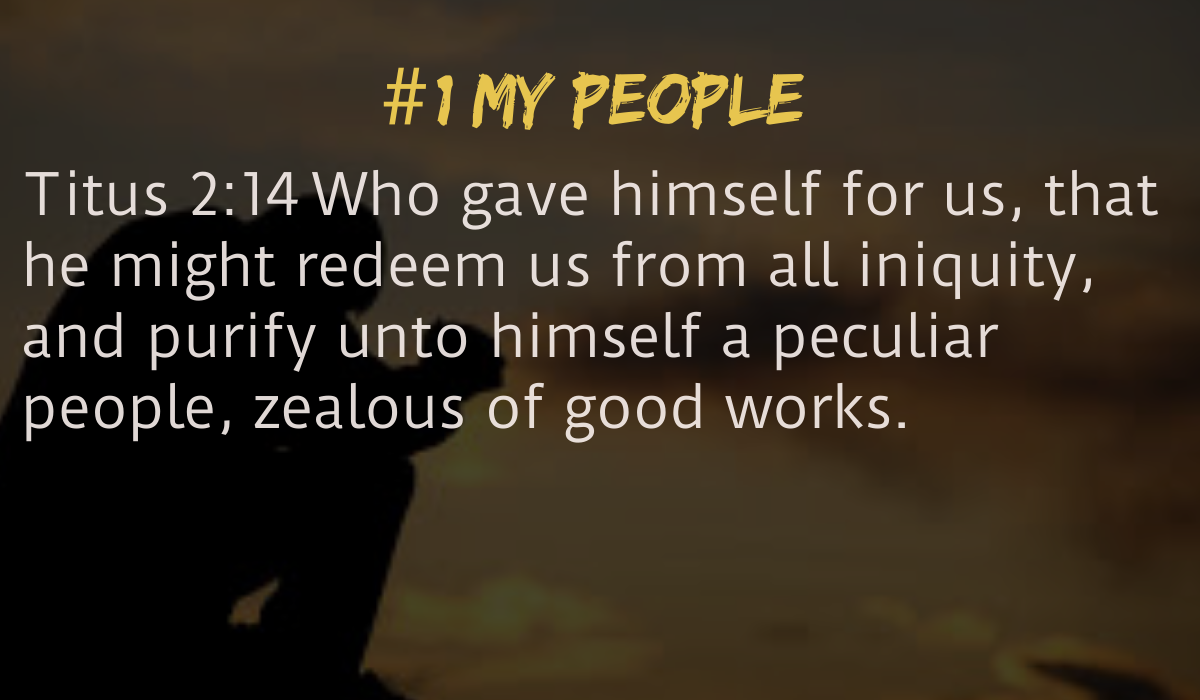 #1 MY PEOPLE
Titus 2:14 Who gave himself for us, that
he might redeem us from all iniquity,
and purify unto himself a peculiar
people, zealous of good works.